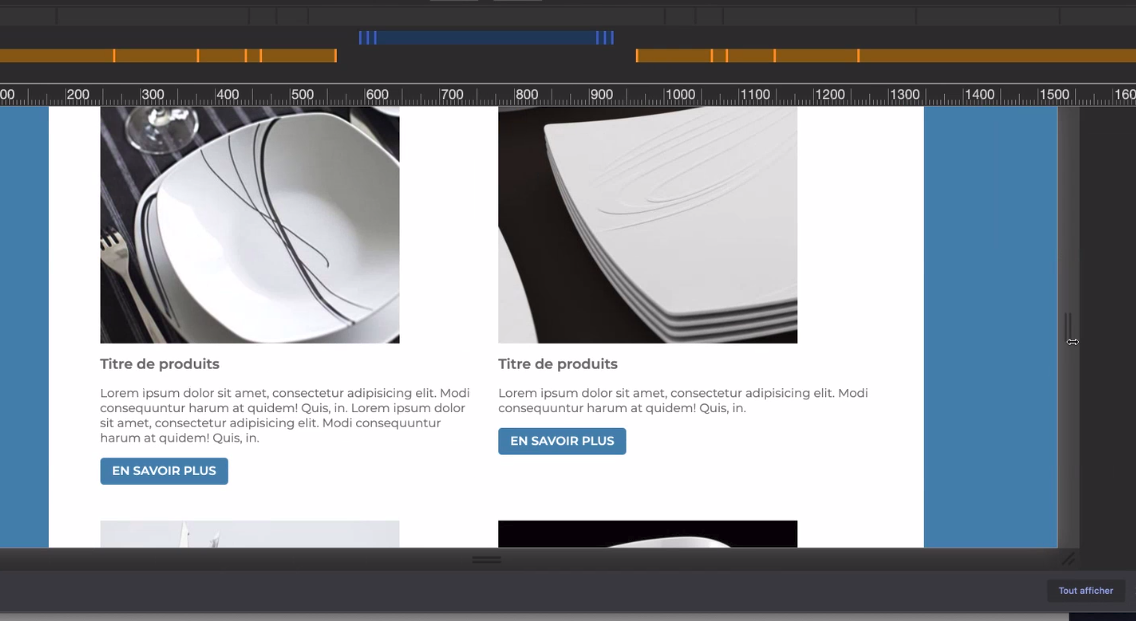 200 300 400 500 600 700 800 900 1000 1100 1200 1300 1400 1500
Titre de produits
Lorem ipsum dolor sit amet, consectetur adipisicing elit. Modi
consequuntur harum at quidem! Quis, in. Lorem ipsum dolor
sit amet, consectetur adipisicing elit. Modi consequuntur
harum at quidem! Quis, in.
EN SAVOIR PLUS
Titre de produits
Lorem ipsum dolor sit amet, consectetur adipisicing elit. Modi
consequuntur harum at quidem! Quis, in.
EN SAVOIR PLUS
Tout afficher